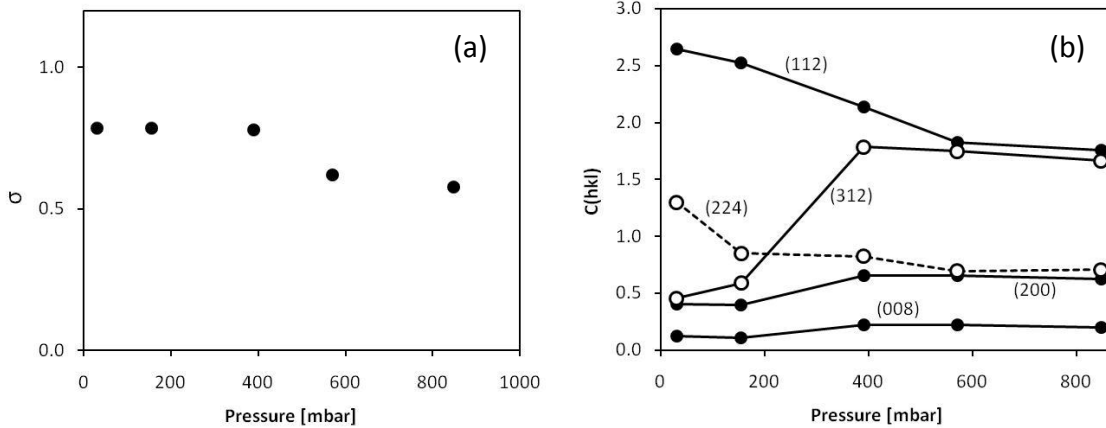 (a)
1.0
0.5
0.0
σ
0 200 400 600 800 1000
Pressure [mbar]
(b)
3.0
2.5
2.0
1.5
1.0
0.5
0.0
C(hkl)
(112)
(312)
(224)
(200)
(008)
0 200 400 600 800
Pressure [mbar]